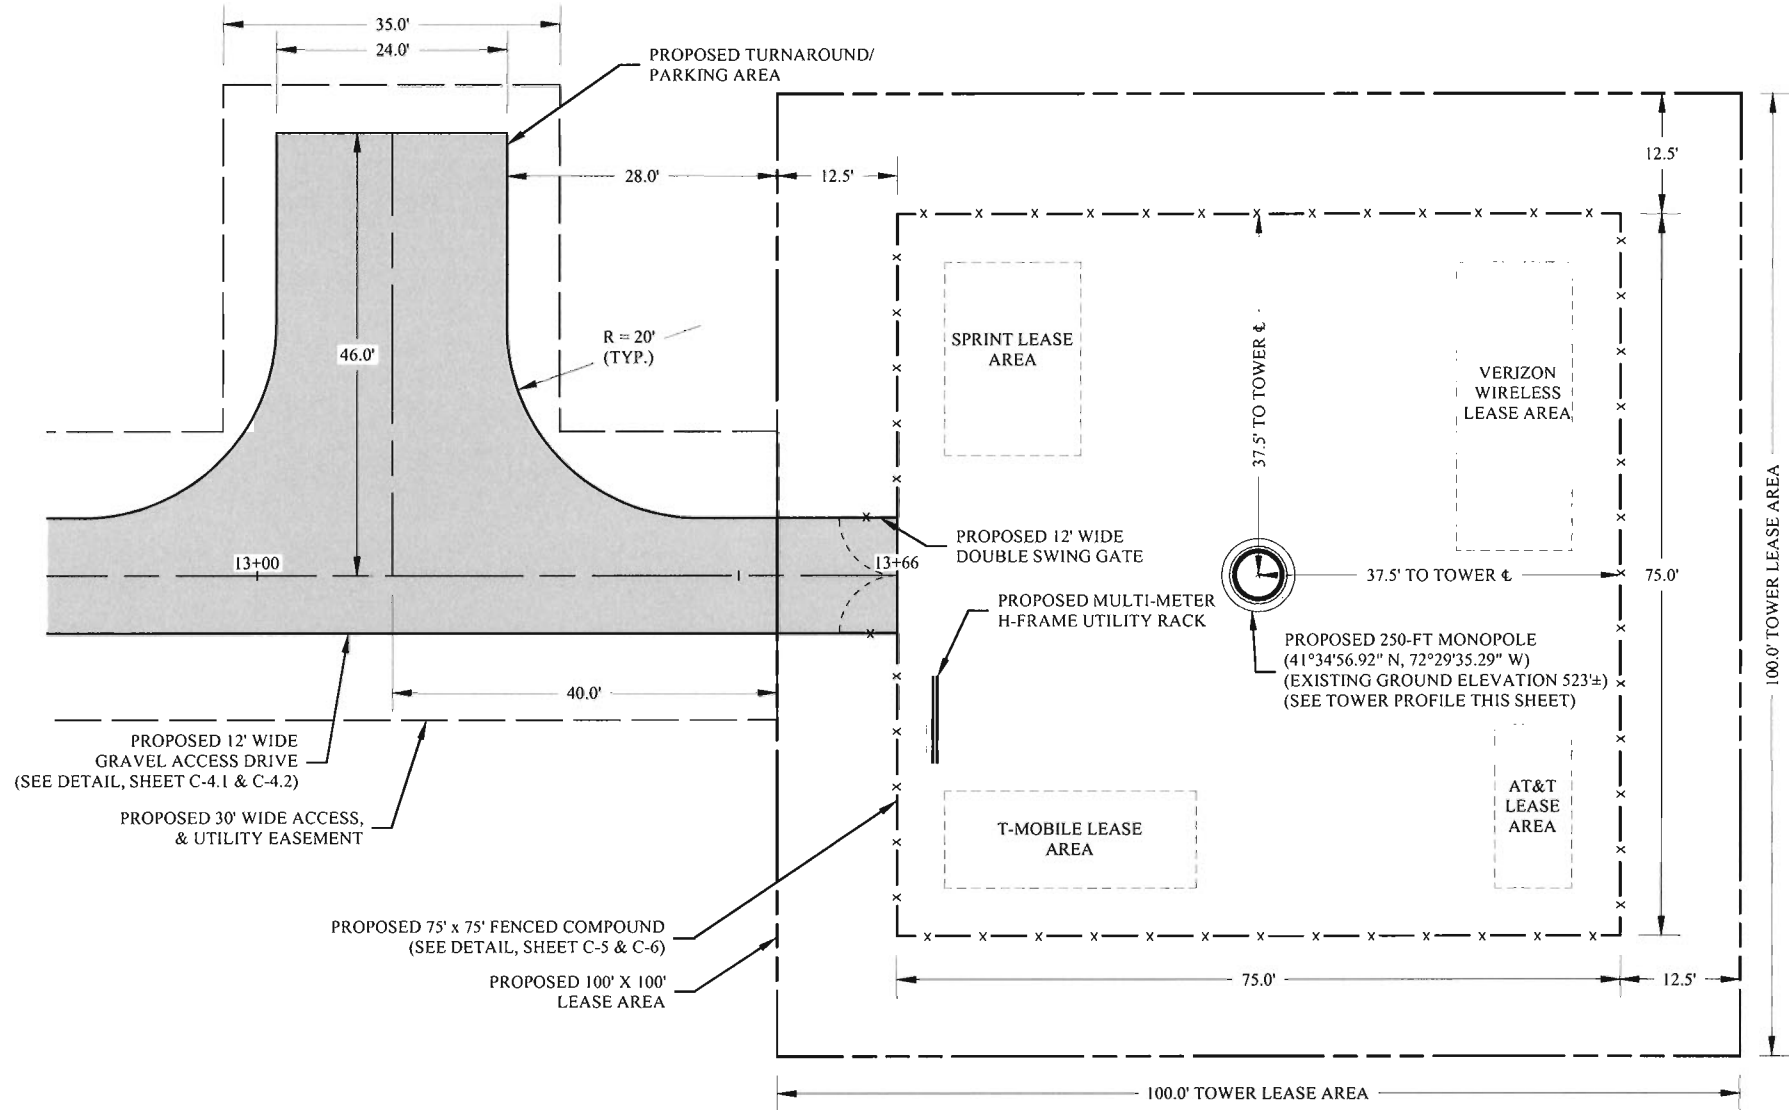 35.0'
24.0'
PROPOSED TURNAROUND/
PARKING AREA
28.0'
12.5'
12.5'
46.0'
R = 20'
(TYP.)
SPRINT LEASE
AREA
37.5' TO TOWER ℄
VERIZON
WIRELESS
LEASE AREA
100.0' TOWER LEASE AREA
13+00
13+66
PROPOSED 12' WIDE
DOUBLE SWING GATE
37.5' TO TOWER ℄
75.0'
PROPOSED MULTI-METER
H-FRAME UTILITY RACK
PROPOSED 250-FT MONOPOLE
(41°34'56.92" N, 72°29'35.29" W)
(EXISTING GROUND ELEVATION 523'±)
(SEE TOWER PROFILE THIS SHEET)
40.0'
PROPOSED 12' WIDE
GRAVEL ACCESS DRIVE
(SEE DETAIL, SHEET C-4.1 & C-4.2)
PROPOSED 30' WIDE ACCESS,
& UTILITY EASEMENT
T-MOBILE LEASE
AREA
AT&T
LEASE
AREA
PROPOSED 75' x 75' FENCED COMPOUND
(SEE DETAIL, SHEET C-5 & C-6)
PROPOSED 100' X 100'
LEASE AREA
75.0'
12.5'
100.0' TOWER LEASE AREA